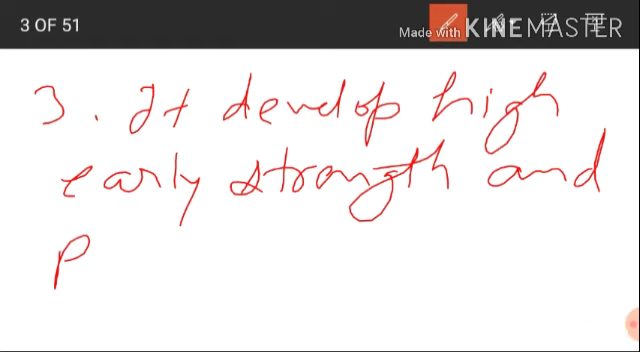 3 OF 51
Made with KINEMASTER
3. It develop high
early strength and
P